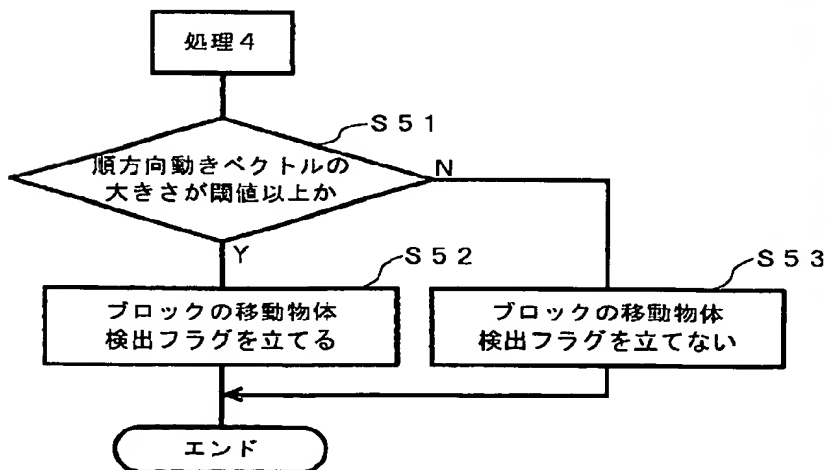 処理4
S51
順方向動きベクトルの
大きさが閾値以上か
N
Y
S52
S53
ブロックの移動物体
検出フラグを立てる
ブロックの移動物体
検出フラグを立てない
エンド